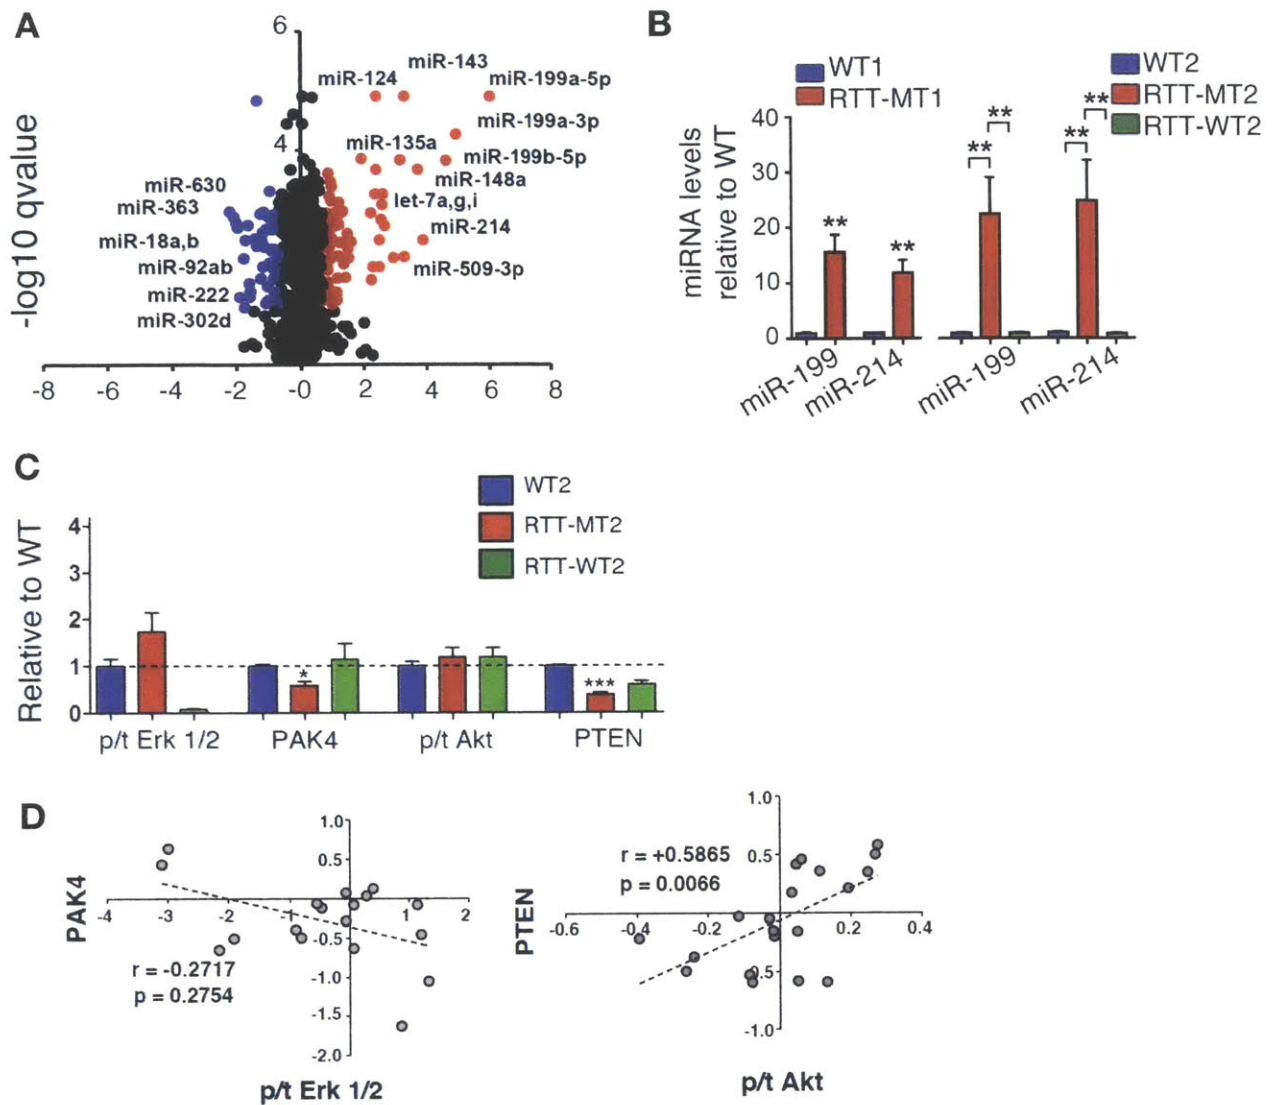 A
6
miR-143
miR-124
miR-199a-5p
miR-199a-3p
4
miR-135a
miR-199b-5p
miR-148a
let-7a,g,i
miR-214
miR-509-3p
miR-630
miR-363
miR-18a,b
miR-92ab
miR-222
miR-302d
-log10 qvalue
-8 -6 -4 -2 -0 2 4 6 8
B
WT1
RTT-MT1
WT2
RTT-MT2
RTT-WT2
miRNA levels
relative to WT
40
30
20
10
0
** ** ** ** ** **
miR-199 miR-214 miR-199 miR-214
C
WT2
RTT-MT2
RTT-WT2
Relative to WT
4
3
2
1
0
* ***
p/t Erk 1/2 PAK4 p/t Akt PTEN
D
PAK4
1.0
0.5
-4 -3 -2 -1 1 2
-0.5
-1.0
-1.5
-2.0
r = -0.2717
p = 0.2754
p/t Erk 1/2
PTEN
1.0
0.5
r = +0.5865
p = 0.0066
-0.6 -0.4 -0.2 0.2 0.4
-0.5
-1.0
p/t Akt